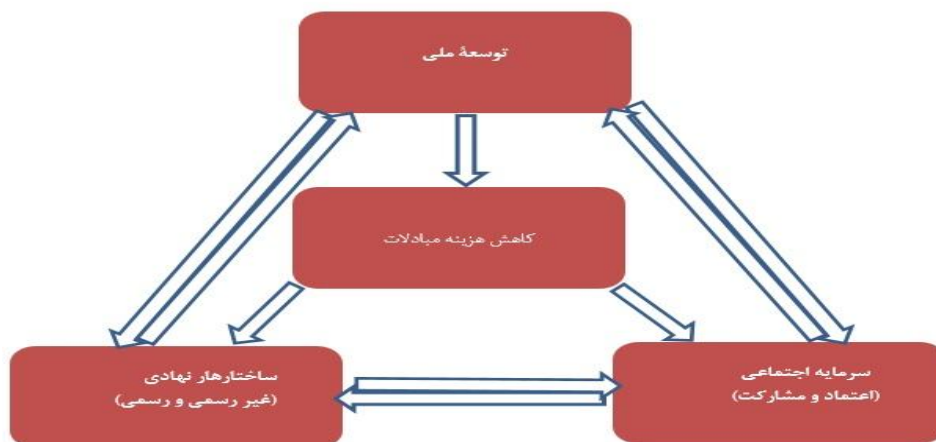 توسعهٔ ملی
کاهش هزینه مبادلات
ساختارهار نهادی
(غیر رسمی و رسمی)
سرمایه اجتماعی
(اعتماد و مشارکت)